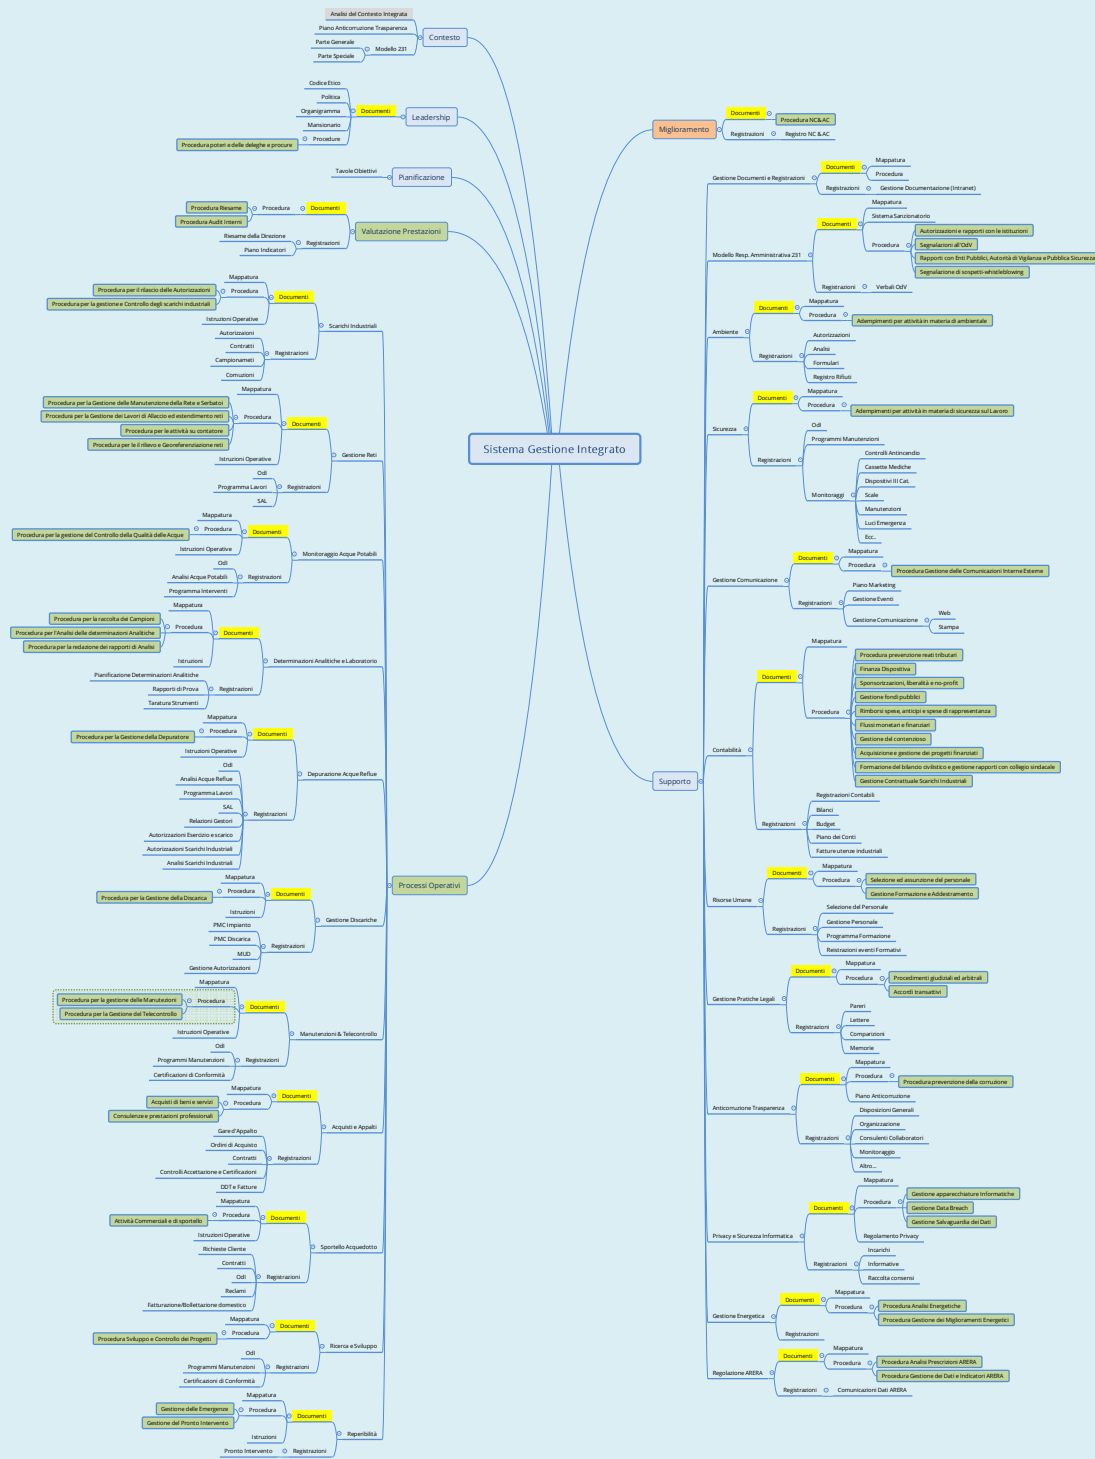 Sistema Gestione Integrato
Contesto
Analisi del Contesto Integrata
Piano Anticorruzione Trasparenza
Modello 231
Parte Generale
Parte Speciale
Leadership
Documenti
Codice Etico
Politica
Organigramma
Mansionario
Procedure
Procedura poteri e delle deleghe e procure
Pianificazione
Tavole Obiettivi
Valutazione Prestazioni
Documenti
Procedura
Procedura Riesame
Procedura Audit Interni
Registrazioni
Riesame della Direzione
Piano Indicatori
Processi Operativi
Scarichi Industriali
Documenti
Mappatura
Procedura
Procedura per il rilascio delle Autorizzazioni
Procedura per la gestione e Controllo degli scarichi industriali
Istruzioni Operative
Registrazioni
Autorizzaioni
Contratti
Campionameti
Comuzioni
Gestione Reti
Documenti
Mappatura
Procedura
Procedura per la Gestione delle Manutenzione della Rete e Serbatoi
Procedura per la Gestione dei Lavori di Allaccio ed estendimento reti
Procedura per le attività su contatore
Procedura per le il rilievo e Georeferenziazione reti
Istruzioni Operative
Registrazioni
Odl
Programma Lavori
SAL
Monitoraggio Acque Potabili
Documenti
Mappatura
Procedura
Procedura per la gestione del Controllo della Qualità delle Acque
Istruzioni Operative
Registrazioni
Odl
Analisi Acque Potabili
Programma Interventi
Determinazioni Analitiche e Laboratorio
Documenti
Mappatura
Procedura
Procedura per la raccolta dei Campioni
Procedura per l'Analisi delle determinazioni Analitiche
Procedura per la redazione dei rapporti di Analisi
Istruzioni
Registrazioni
Pianificazione Determinazioni Analitiche
Rapporti di Prova
Taratura Strumenti
Depurazione Acque Reflue
Documenti
Mappatura
Procedura
Procedura per la Gestione della Depuratore
Istruzioni Operative
Registrazioni
Odl
Analisi Acque Reflue
Programma Lavori
SAL
Relazioni Gestori
Autorizzazioni Esercizio e scarico
Autorizzazioni Scarichi Industriali
Analisi Scarichi Industriali
Gestione Discariche
Documenti
Mappatura
Procedura
Procedura per la Gestione della Discarica
Istruzioni
Registrazioni
PMC Impianto
PMC Discarica
MUD
Gestione Autorizzazioni
Manutenzioni & Telecontrollo
Documenti
Mappatura
Procedura
Procedura per la gestione delle Manutezioni
Procedura per la Gestione del Telecontrollo
Istruzioni Operative
Registrazioni
Odl
Programmi Manutenzioni
Certificazioni di Conformità
Acquisti e Appalti
Documenti
Mappatura
Procedura
Acquisti di beni e servizi
Consulenze e prestazioni professionali
Registrazioni
Gare d'Appalto
Ordini di Acquisto
Contratti
Controlli Accettazione e Certificazioni
DDT e Fatture
Sportello Acquedotto
Documenti
Mappatura
Procedura
Attività Commerciali e di sportello
Istruzioni Operative
Registrazioni
Richieste Cliente
Contratti
Odl
Reclami
Fatturazione/Bollettazione domestico
Ricerca e Sviluppo
Documenti
Mappatura
Procedura
Procedura Sviluppo e Controllo dei Progetti
Registrazioni
Odl
Programmi Manutenzioni
Certificazioni di Conformità
Reperibilità
Documenti
Mappatura
Procedura
Gestione delle Emergenze
Gestione del Pronto Intervento
Istruzioni
Registrazioni
Pronto Intervento
Miglioramento
Documenti
Procedura NC& AC
Registrazioni
Registro NC & AC
Supporto
Gestione Documenti e Registrazioni
Documenti
Mappatura
Procedura
Registrazioni
Gestione Documentazione (Intranet)
Modello Resp. Amministrativa 231
Documenti
Mappatura
Sistema Sanzionatorio
Procedura
Autorizzazioni e rapporti con le istituzioni
Segnalazioni all'OdV
Rapporti con Enti Pubblici, Autorità di Vigilanza e Pubblica Sicurezza
Segnalazione di sospetti-whistleblowing
Registrazioni
Verbali OdV
Ambiente
Documenti
Mappatura
Procedura
Adempimenti per attività in materia di ambientale
Registrazioni
Autorizzazioni
Analisi
Formulari
Registro Rifiuti
Sicurezza
Documenti
Mappatura
Procedura
Adempimenti per attività in materia di sicurezza sul Lavoro
Registrazioni
Odl
Programmi Manutenzioni
Monitoraggi
Controlli Antincendio
Cassette Mediche
Dispositivi III Cat.
Scale
Manutenzioni
Luci Emergenza
Ecc..
Gestione Comunicazione
Documenti
Mappatura
Procedura
Procedura Gestione delle Comunicazioni Interne Esterne
Registrazioni
Piano Marketing
Gestione Eventi
Gestione Comunicazione
Web
Stampa
Contabilità
Documenti
Mappatura
Procedura
Procedura prevenzione reati tributari
Finanza Dispositiva
Sponsorizzazioni, liberalità e no-profit
Gestione fondi pubblici
Rimborsi spese, anticipi e spese di rappresentanza
Flussi monetari e finanziari
Gestione del contenzioso
Acquisizione e gestione dei progetti finanziati
Formazione del bilancio civilistico e gestione rapporti con collegio sindacale
Gestione Contrattuale Scarichi Industriali
Registrazioni
Registrazioni Contabili
Bilanci
Budget
Piano dei Conti
Fatture utenze industriali
Risorse Umane
Documenti
Mappatura
Procedura
Selezione ed assunzione del personale
Gestione Formazione e Addestramento
Registrazioni
Selezione del Personale
Gestione Personale
Programma Formazione
Reistrazioni eventi Formativi
Gestione Pratiche Legali
Documenti
Mappatura
Procedura
Procedimenti giudiziali ed arbitrali
Accordi transattivi
Registrazioni
Pareri
Lettere
Comparizioni
Memorie
Anticorruzione Trasparenza
Documenti
Mappatura
Procedura
Procedura prevenzione della corruzione
Piano Anticorruzione
Registrazioni
Disposizioni Generali
Organizzazione
Consulenti Collaboratori
Monitoraggio
Altro...
Privacy e Sicurezza Informatica
Documenti
Mappatura
Procedura
Gestione apparecchiature Informatiche
Gestione Data Breach
Gestione Salvaguardia dei Dati
Regolamento Privacy
Registrazioni
Incarichi
Informative
Raccolta consensi
Gestione Energetica
Documenti
Mappatura
Procedura
Procedura Analisi Energetiche
Procedura Gestione dei Miglioramenti Energetici
Registrazioni
Regolazione ARERA
Documenti
Mappatura
Procedura
Procedura Analisi Prescrizioni ARERA
Procedura Gestione dei Dati e Indicatori ARERA
Registrazioni
Comunicazioni Dati ARERA